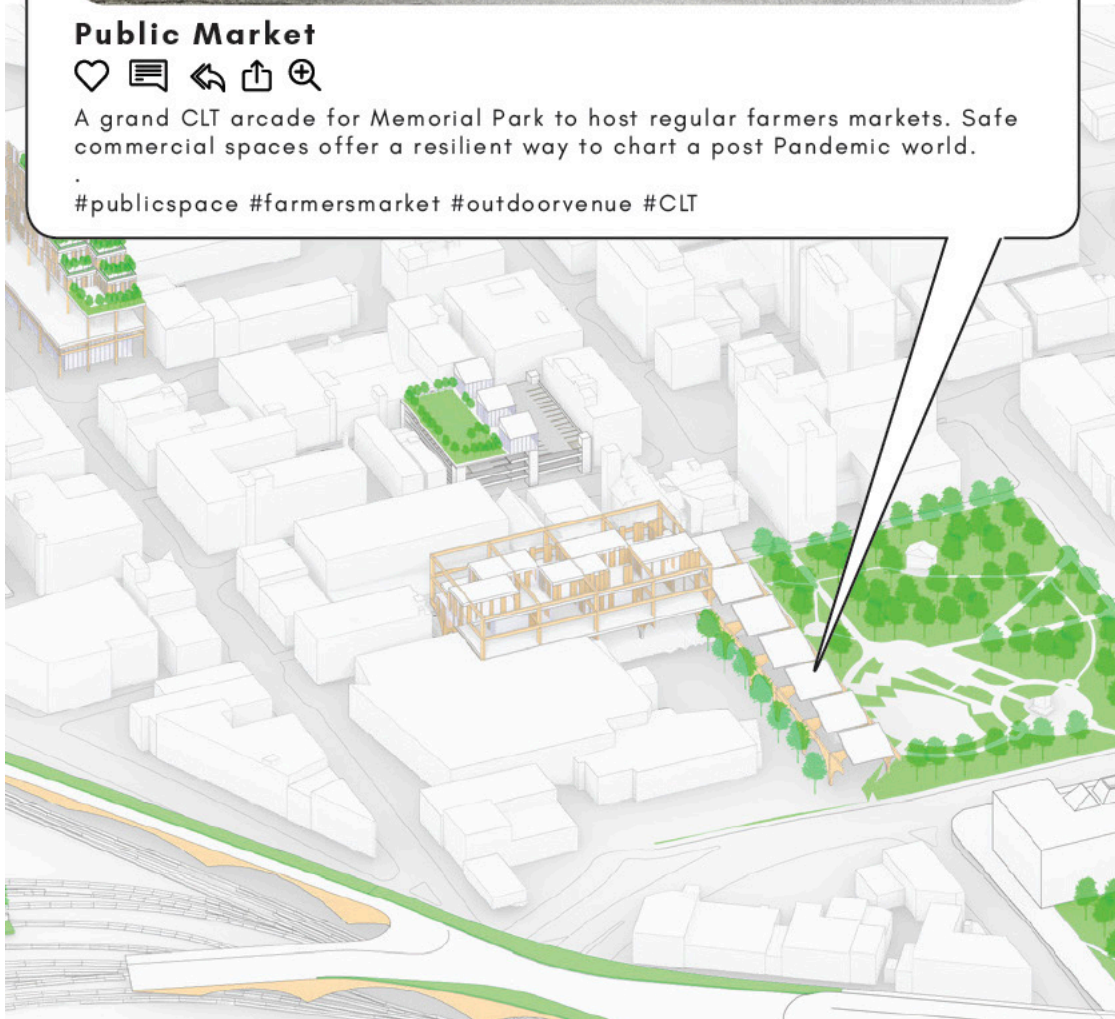 Public Market
A grand CLT arcade for Memorial Park to host regular farmers markets. Safe
commercial spaces offer a resilient way to chart a post Pandemic world.
.
#publicspace #farmersmarket #outdoorvenue #CLT